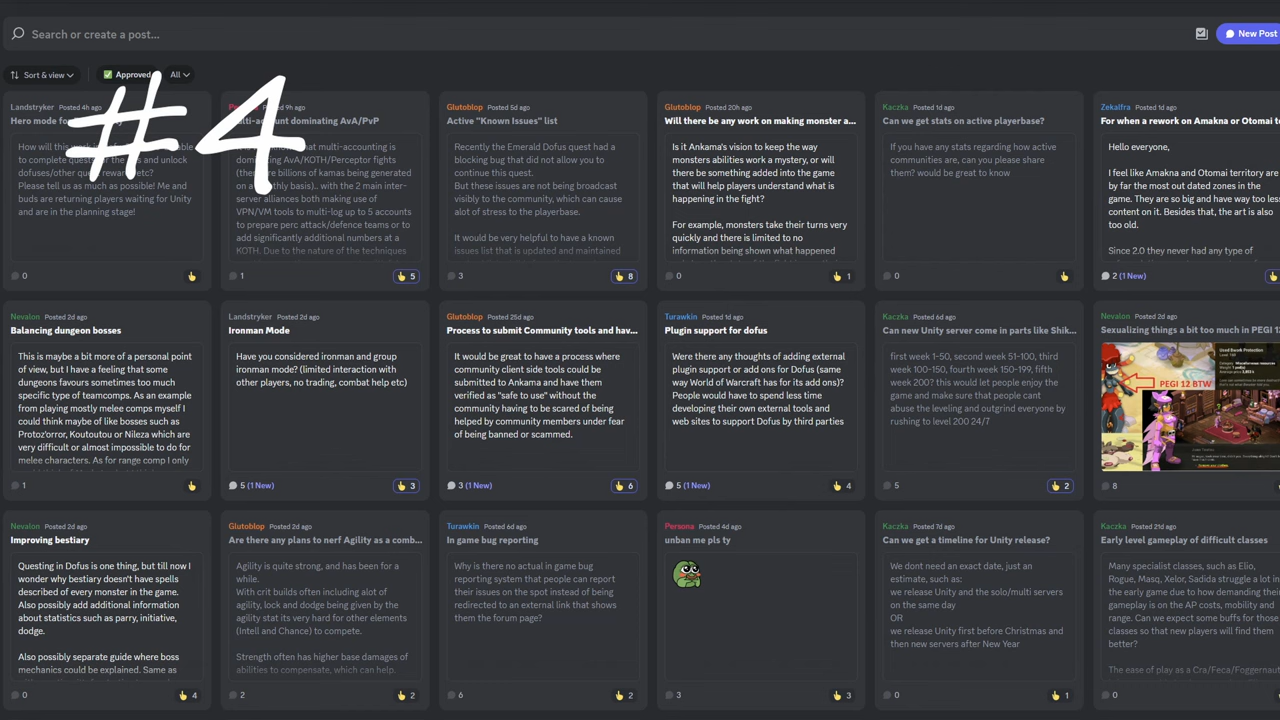 Search or create a post...
New Post
Sort & view
Approved
All
#4
Landstryker Posted 4h ago
Hero mode for
How will this work
to complete quest
dofuses/other quest rewards etc?
Please tell us as much as possible! Me and
buds are returning players waiting for Unity
and are in the planning stage!
0
Posted 9h ago
Multi-account dominating AvA/PvP
that multi-accounting is
dominating AvA/KOTH/Perceptor fights
(there are billions of kamas being generated
on a monthly basis).. with the 2 main inter-
server alliances both making use of
VPN/VM tools to multi-log up to 5 accounts
to prepare perc attack/defence teams or to
add significantly additional numbers at a
KOTH. Due to the nature of the techniques
1
5
Glutoblop Posted 5d ago
Active "Known Issues" list
Recently the Emerald Dofus quest had a
blocking bug that did not allow you to
continue this quest.
But these issues are not being broadcast
visibly to the community, which can cause
alot of stress to the playerbase.
It would be very helpful to have a known
issues list that is updated and maintained
3
8
Glutoblop Posted 20h ago
Will there be any work on making monster a...
Is it Ankama's vision to keep the way
monsters abilities work a mystery, or will
there be something added into the game
that will help players understand what is
happening in the fight?
For example, monsters take their turns very
quickly and there is limited to no
information being shown what happened
0
1
Kaczka Posted 1d ago
Can we get stats on active playerbase?
If you have any stats regarding how active
communities are, can you please share
them? would be great to know
0
Zekalfra Posted 1d ago
For when a rework on Amakna or Otomai te
Hello everyone,
I feel like Amakna and Otomai territory are
by far the most out dated zones in the
game. They are so big and have way too less
content on it. Besides that, the art is also
too old.
Since 2.0 they never had any type of
2 (1 New)
Nevalon Posted 2d ago
Balancing dungeon bosses
This is maybe a bit more of a personal point
of view, but I have a feeling that some
dungeons favours sometimes too much
specific type of teamcomps. As an example
from playing mostly melee comps myself I
could think maybe of like bosses such as
Protoz'orror, Koutoutou or Nileza which are
very difficult or almost impossible to do for
melee characters. As for range comp I only
1
Landstryker Posted 2d ago
Ironman Mode
Have you considered ironman and group
ironman mode? (limited interaction with
other players, no trading, combat help etc)
5 (1 New)
3
Glutoblop Posted 25d ago
Process to submit Community tools and hav...
It would be great to have a process where
community client side tools could be
submitted to Ankama and have them
verified as "safe to use" without the
community having to be scared of being
helped by community members under fear
of being banned or scammed.
3 (1 New)
6
Turawkin Posted 1d ago
Plugin support for dofus
Were there any thoughts of adding external
plugin support or add ons for Dofus (same
way World of Warcraft has for its add ons)?
People would have to spend less time
developing their own external tools and
web sites to support Dofus by third parties
5 (1 New)
4
Kaczka Posted 6d ago
Can new Unity server come in parts like Shik...
first week 1-50, second week 51-100, third
week 100-150, fourth week 150-199, fifth
week 200? this would let people enjoy the
game and make sure that people cant
abuse the leveling and outgrind everyone by
rushing to level 200 24/7
5
2
Nevalon Posted 2d ago
Sexualizing things a bit too much in PEGI 12
PEGI 12 BTW
8
Nevalon Posted 2d ago
Improving bestiary
Questing in Dofus is one thing, but till now I
wonder why bestiary doesn't have spells
described of every monster in the game.
Also possibly add additional information
about statistics such as parry, initiative,
dodge.
Also possibly separate guide where boss
mechanics could be explained. Same as
0
4
Glutoblop Posted 2d ago
Are there any plans to nerf Agility as a comb...
Agility is quite strong, and has been for a
while.
With crit builds often including alot of
agility, lock and dodge being given by the
agility stat its very hard for other elements
(Intell and Chance) to compete.
Strength often has higher base damages of
abilities to compensate, which can help.
2
2
Turawkin Posted 6d ago
In game bug reporting
Why is there no actual in game bug
reporting system that people can report
their issues on the spot instead of being
redirected to an external link that shows
them the forum page?
6
2
Persona Posted 4d ago
unban me pls ty
3
3
Kaczka Posted 7d ago
Can we get a timeline for Unity release?
We dont need an exact date, just an
estimate, such as:
we release Unity and the solo/multi servers
on the same day
OR
we release Unity first before Christmas and
then new servers after New Year
0
1
Kaczka Posted 21d ago
Early level gameplay of difficult classes
Many specialist classes, such as Elio,
Rogue, Masq, Xelor, Sadida struggle a lot in
the early game due to how demanding their
gameplay is on the AP costs, mobility and
range. Can we expect some buffs for those
classes so that new players will find them
better?
The ease of play as a Cra/Feca/Foggernaut
0